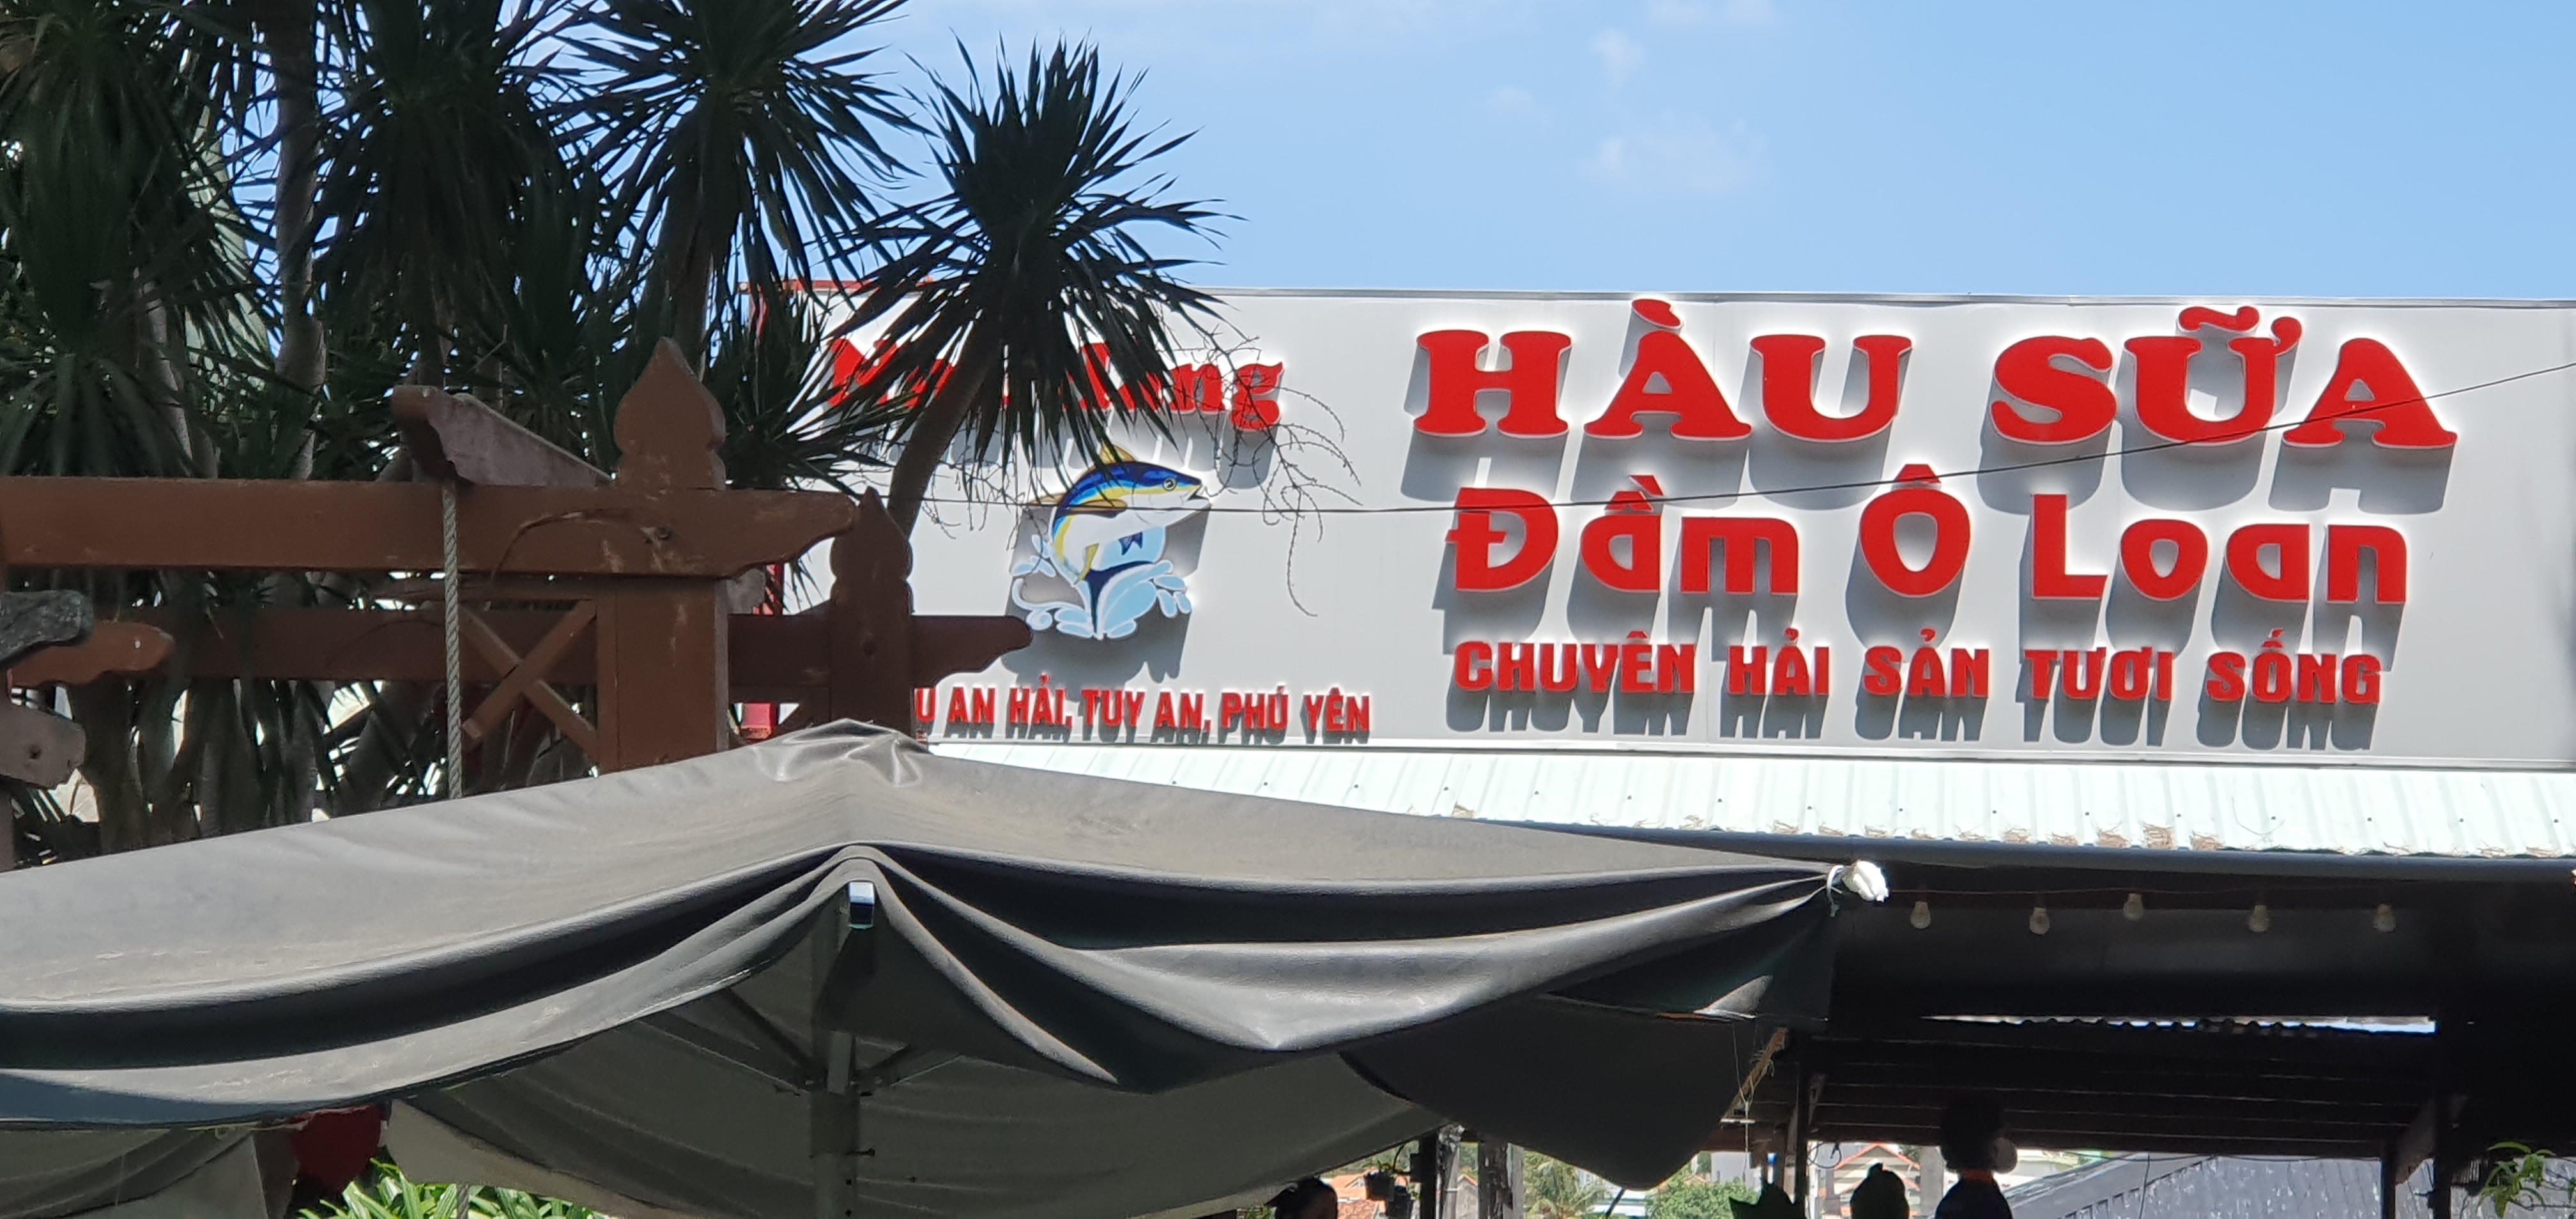 HÀU SỮA
Đầm Ô Loan
CHUYÊN HẢI SẢN TƯƠI SỐNG
AN HẢI, TUY AN, PHÚ YÊN